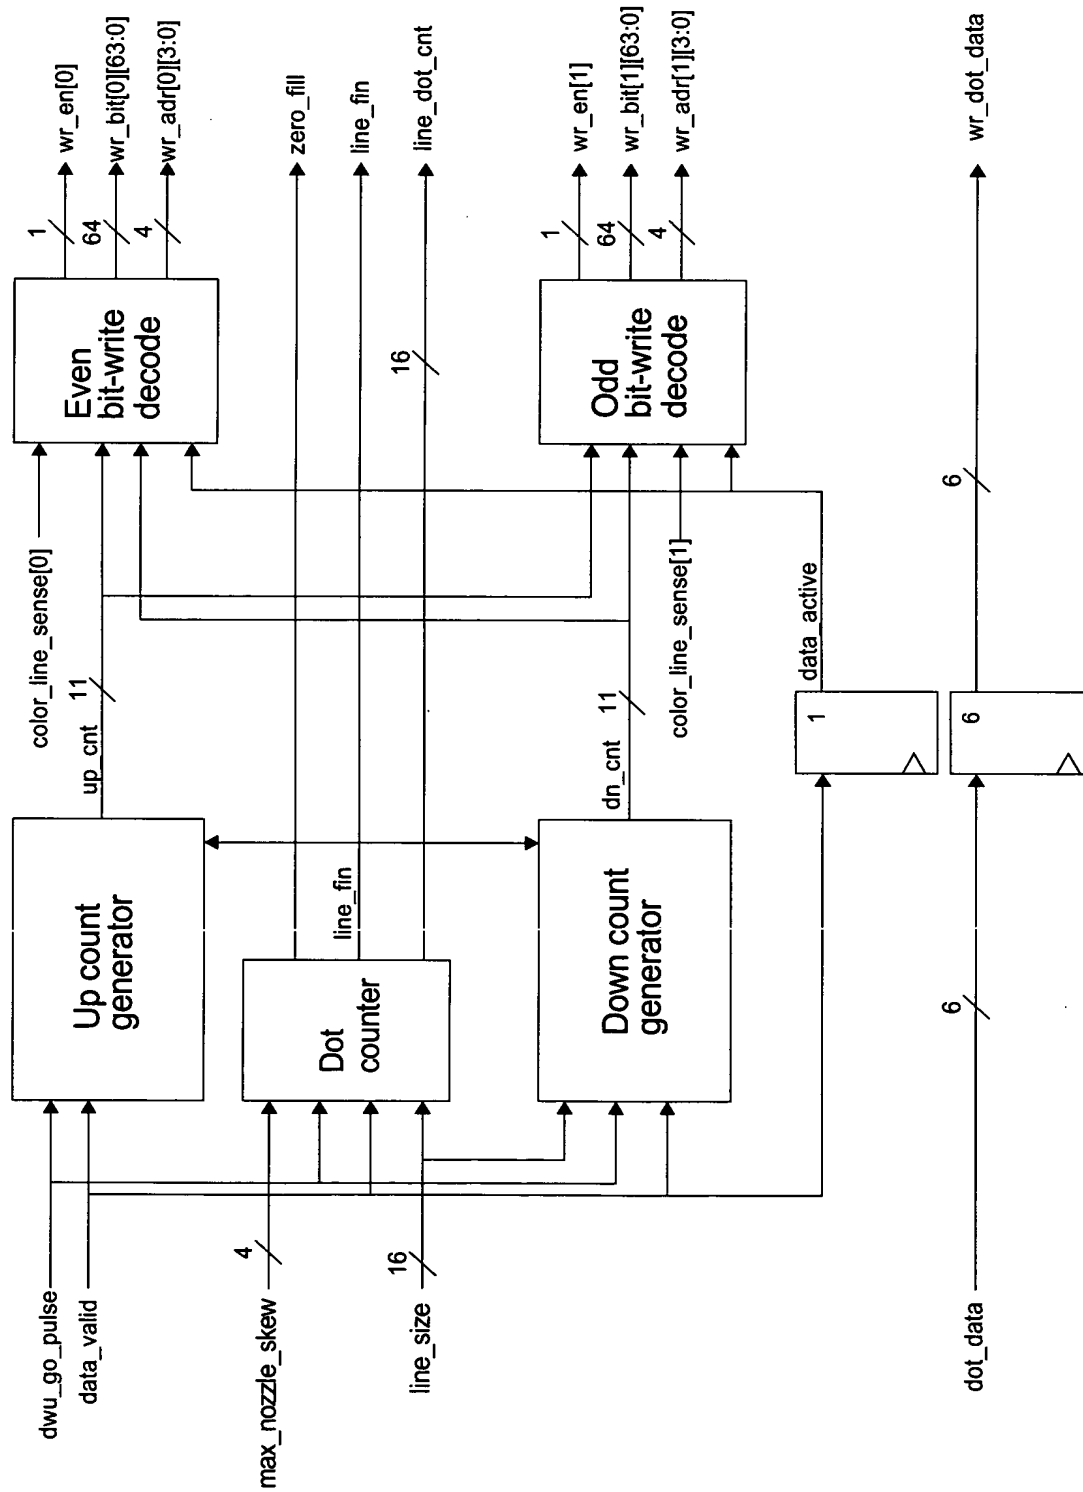 dwu_go_pulse
data_valid
max_nozzle_skew
4
line_size
16
dot_data
6
Up count
generator
Dot
counter
Down count
generator
up_cnt
11
line_fin
dn_cnt
11
color_line_sense[0]
color_line_sense[1]
1
data_active
6
Even
bit-write
decode
Odd
bit-write
decode
16
6
1
64
4
1
64
4
wr_en[0]
wr_bit[0][63:0]
wr_adr[0][3:0]
zero_fill
line_fin
line_dot_cnt
wr_en[1]
wr_bit[1][63:0]
wr_adr[1][3:0]
wr_dot_data